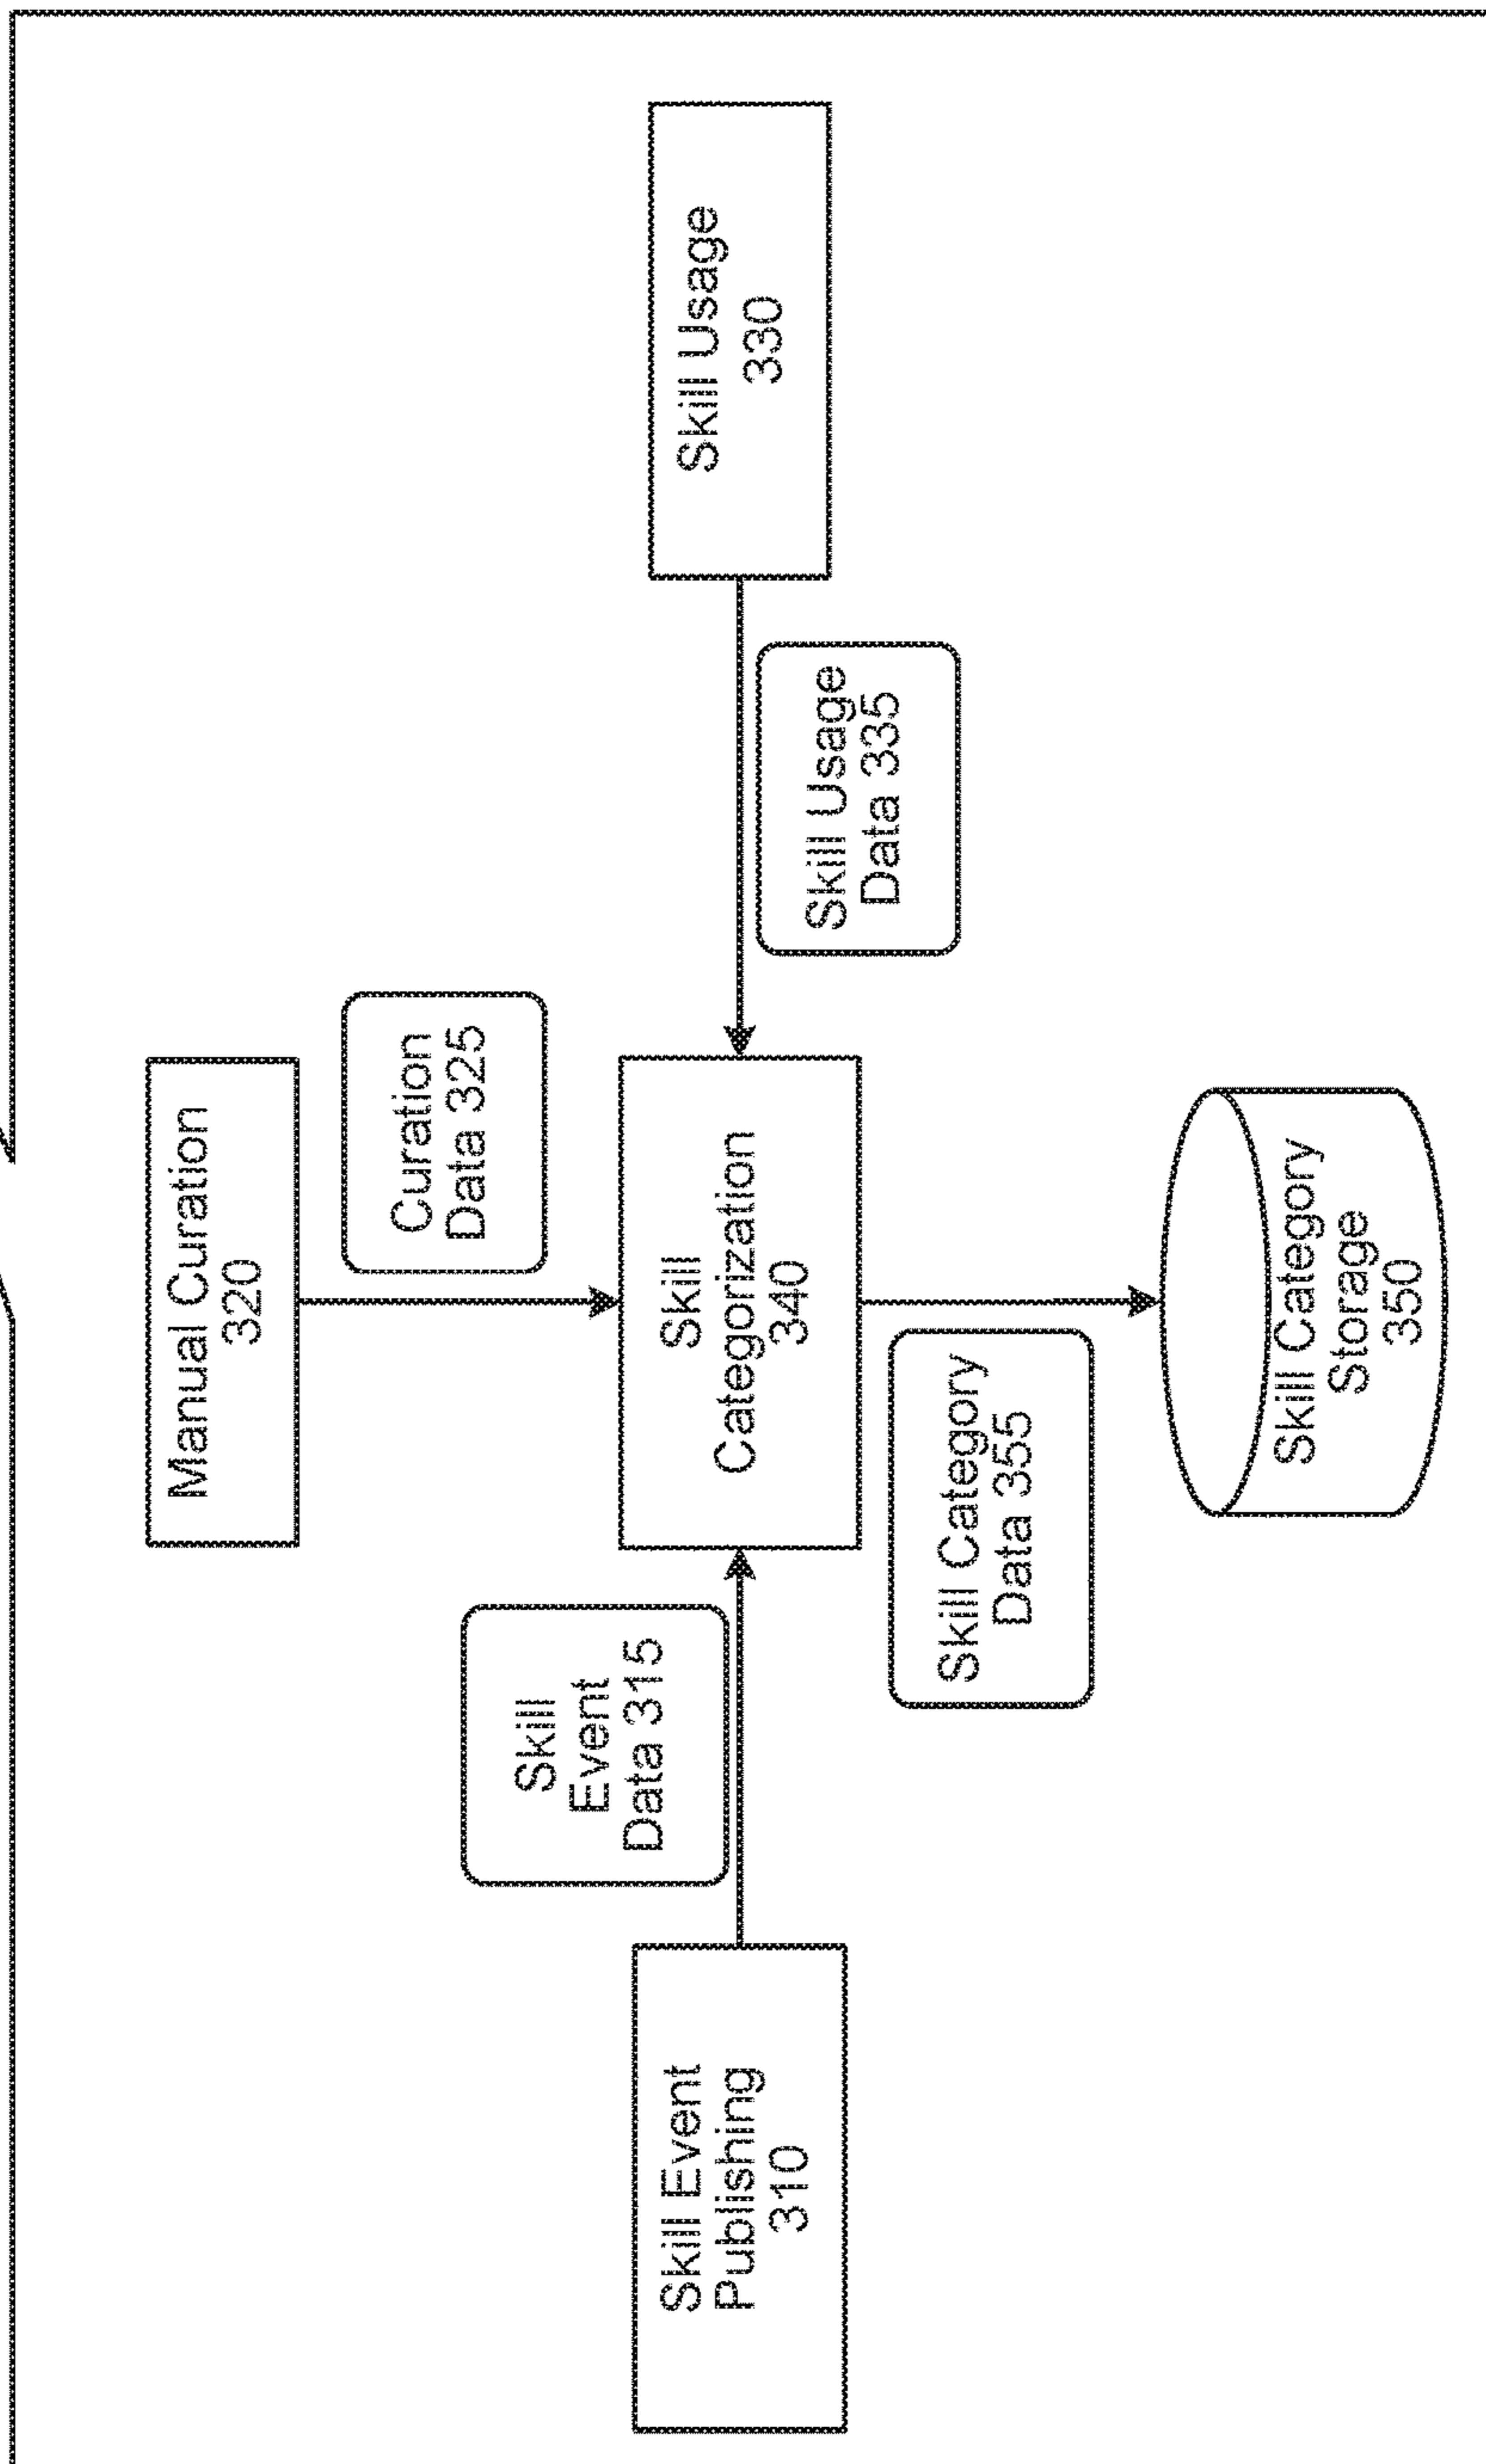 Manual Curation
320
Curation
Data 325
Skill
Event
Data 315
Skill Event
Publishing
310
Skill
Categorization
340
Skill Usage
330
Skill Usage
Data 335
Skill Category
Data 355
Skill Category
Storage
350